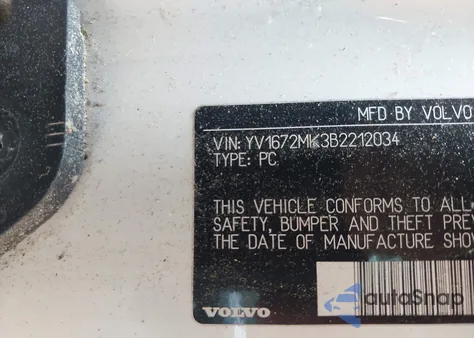 MFD BY VOLVO
VIN: YV1672MK3B2212034
TYPE: PC
THIS VEHICLE CONFORMS TO ALL
SAFETY, BUMPER AND THEFT PREV
THE DATE OF MANUFACTURE SHO
VOLVO
autoSnap